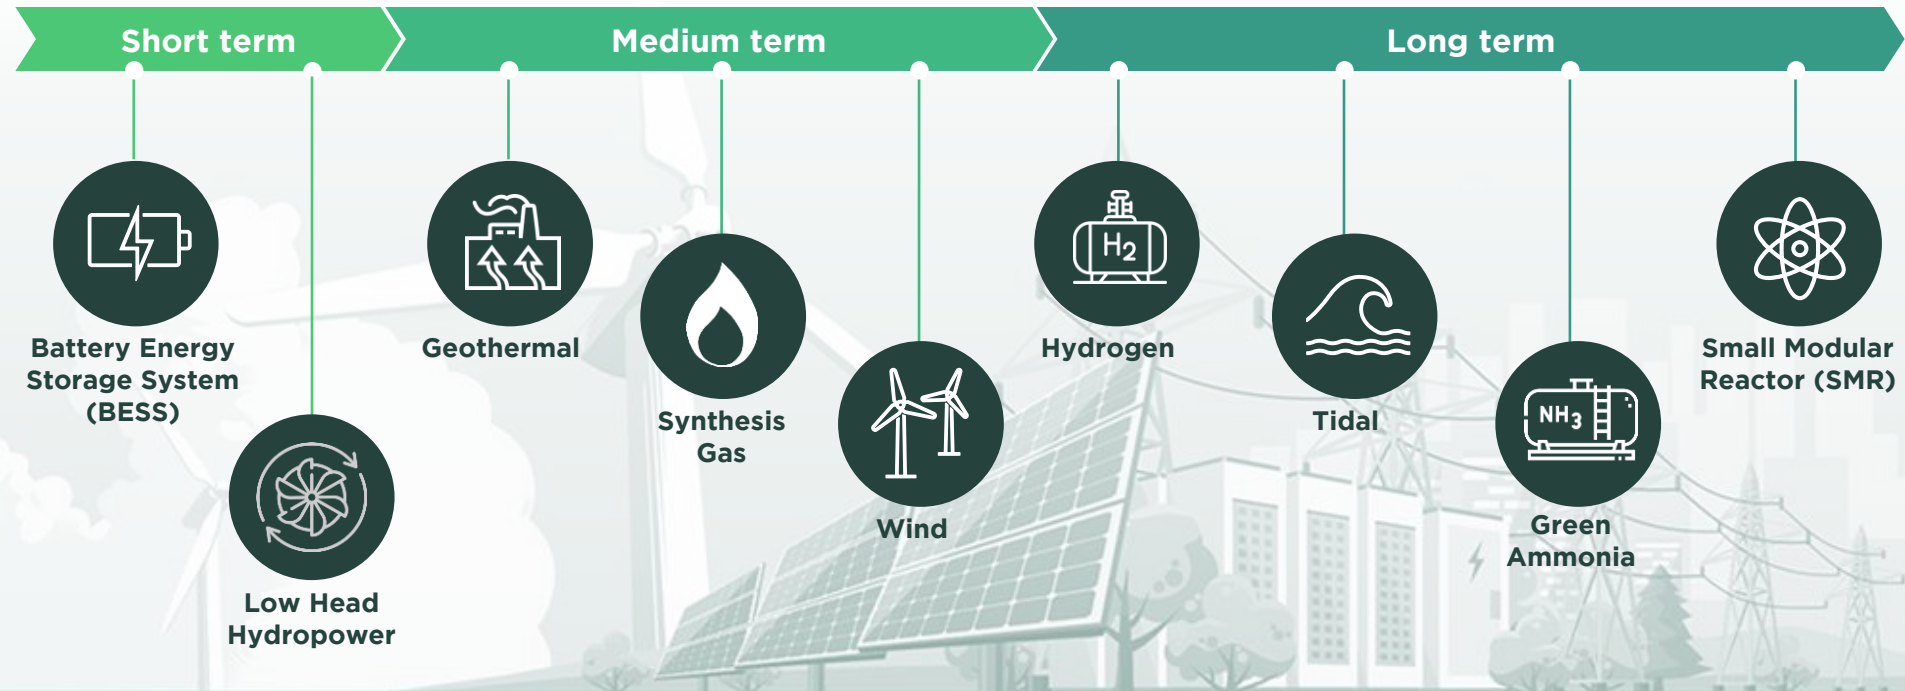 Short term
Medium term
Long term
Battery Energy
Storage System
(BESS)
Low Head
Hydropower
Geothermal
Synthesis
Gas
Wind
H2
Hydrogen
Tidal
NH3
Green
Ammonia
Small Modular
Reactor (SMR)